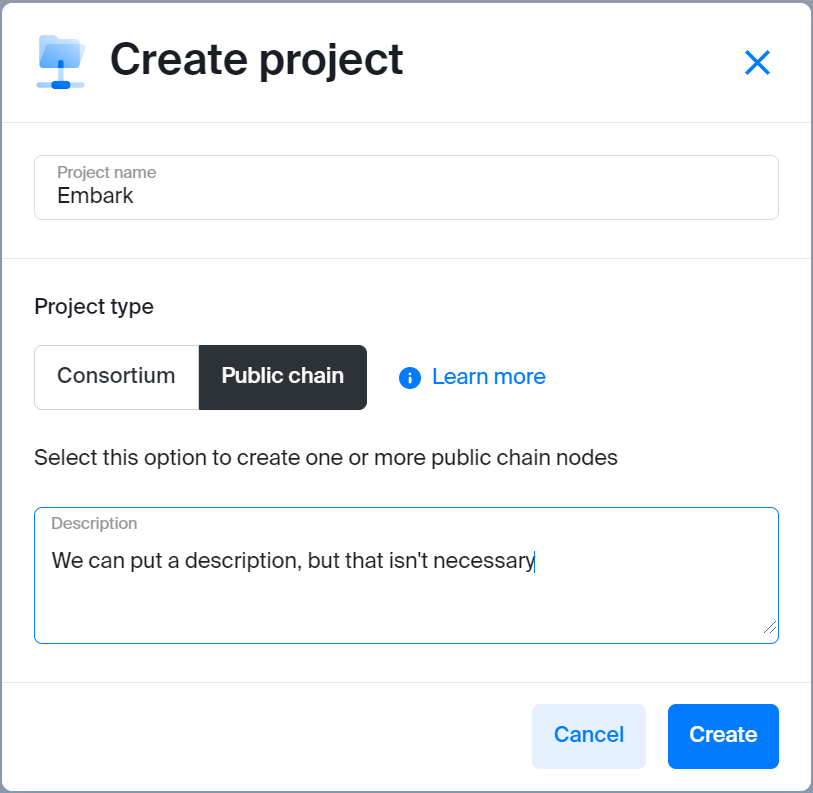 Create project
Project name
Embark
Project type
Consortium
Public chain
Learn more
Select this option to create one or more public chain nodes
Description
We can put a description, but that isn't necessary
Cancel
Create